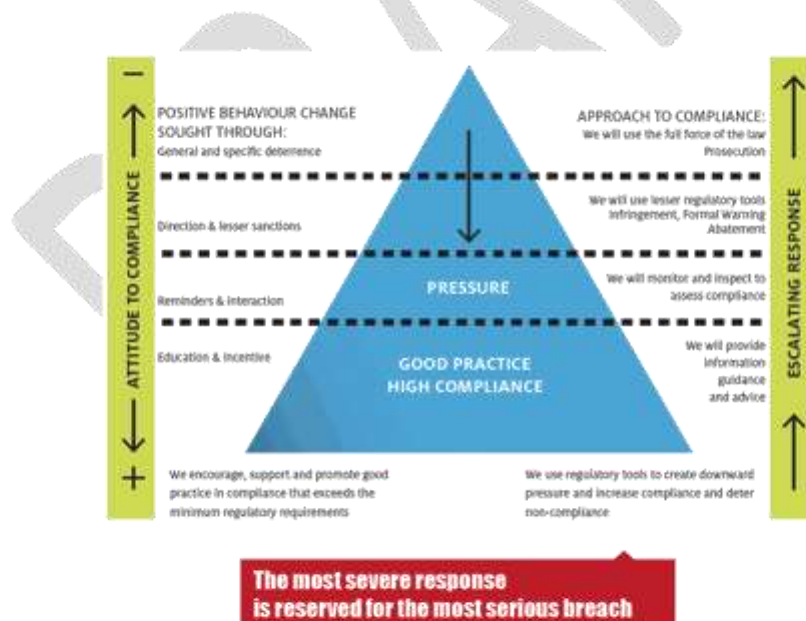 POSITIVE BEHAVIOUR CHANGE
SOUGHT THROUGH:
General and specific deterrence
Direction & lesser sanctions
Reminders & interaction
Education & incentive
APPROACH TO COMPLIANCE:
We will use the full force of the law
Prosecution
We will use lesser regulatory tools
Infringement, Formal Warning
Abatement
We will monitor and inspect to
assess compliance
We will provide
information
guidance
and advice
PRESSURE
GOOD PRACTICE
HIGH COMPLIANCE
–
ATTITUDE TO COMPLIANCE
+
ESCALATING RESPONSE
We encourage, support and promote good
practice in compliance that exceeds the
minimum regulatory requirements
We use regulatory tools to create downward
pressure and increase compliance and deter
non-compliance
The most severe response
is reserved for the most serious breach